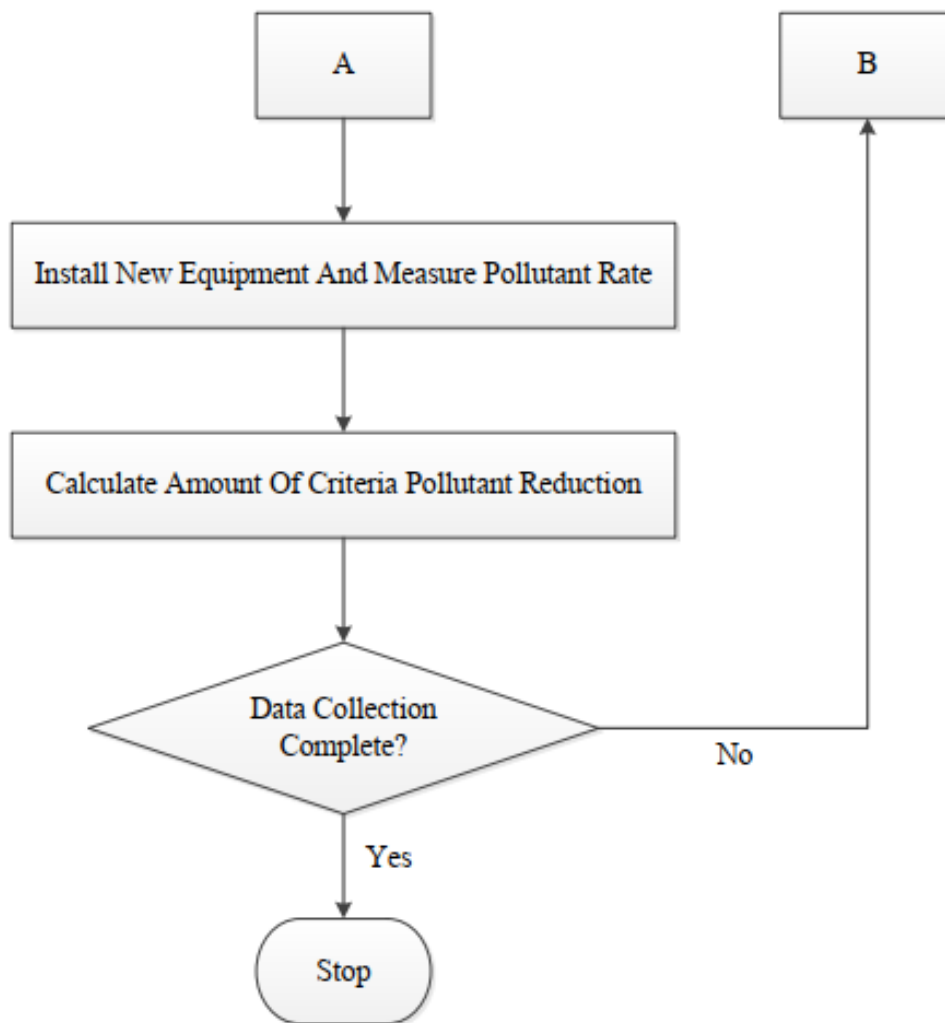 A
B
Install New Equipment And Measure Pollutant Rate
Calculate Amount Of Criteria Pollutant Reduction
Data Collection
Complete?
No
Yes
Stop